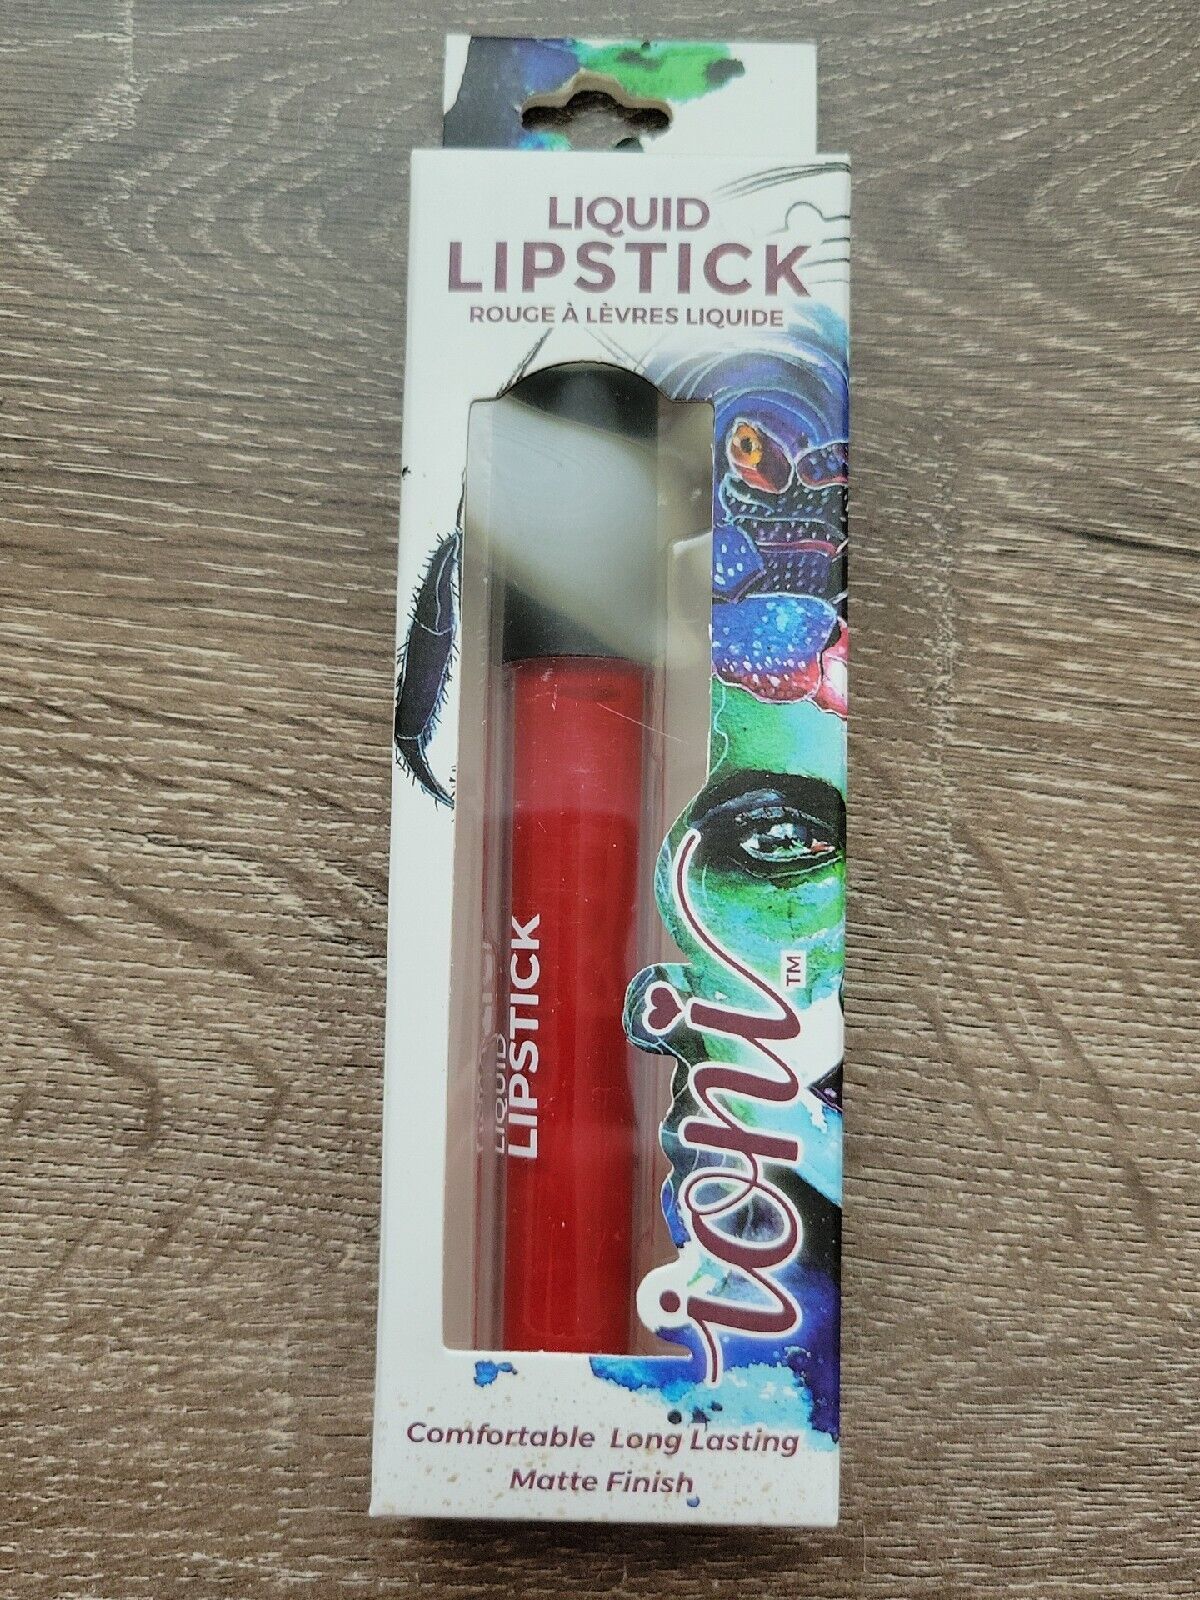 LIQUID
LIPSTICK
ROUGE À LÈVRES LIQUIDE
LIQUID
LIPSTICK
ioni™
Comfortable Long Lasting
Matte Finish